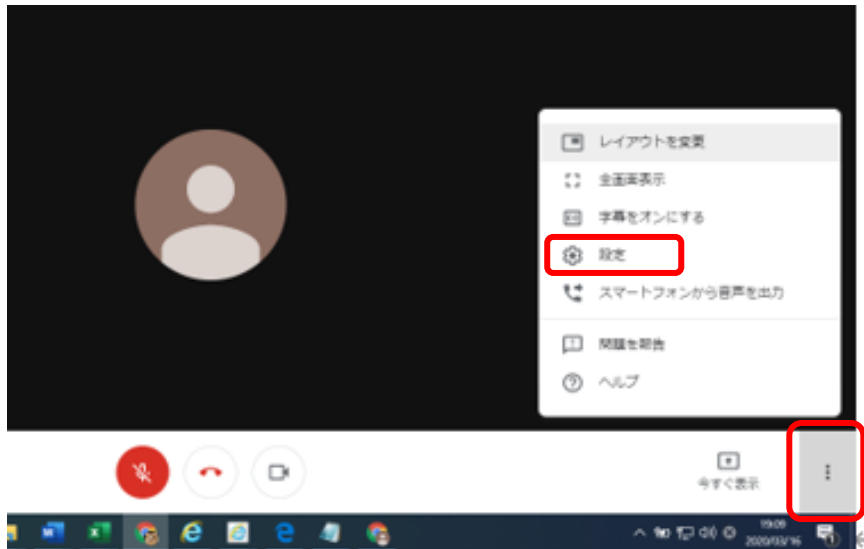 レイアウトを変更
全画面表示
字幕をオンにする
設定
スマートフォンから音声を出力
問題を報告
ヘルプ
今すぐ表示
19:09
2020/03/16